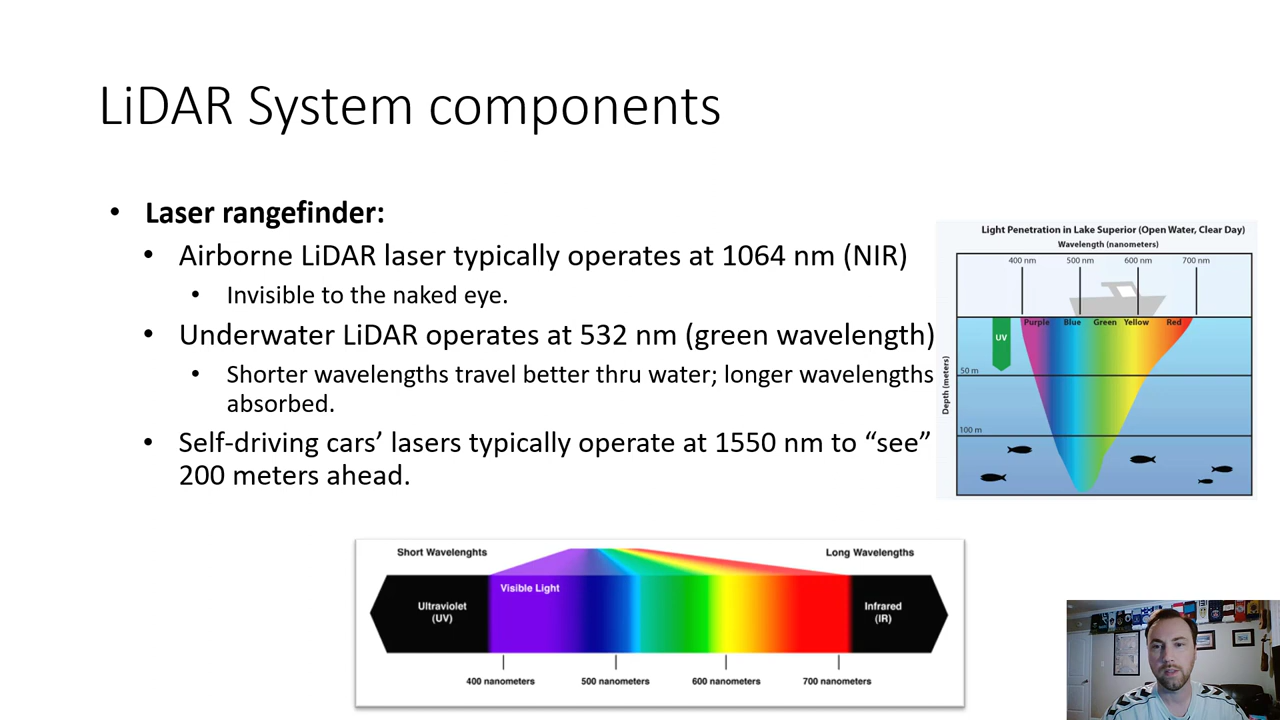 LiDAR System components
• Laser rangefinder:
• Airborne LiDAR laser typically operates at 1064 nm (NIR)
• Invisible to the naked eye.
• Underwater LiDAR operates at 532 nm (green wavelength)
• Shorter wavelengths travel better thru water; longer wavelengths
absorbed.
• Self-driving cars’ lasers typically operate at 1550 nm to “see”
200 meters ahead.
Light Penetration in Lake Superior (Open Water, Clear Day)
Wavelength (nanometers)
400 nm 500 nm 600 nm 700 nm
Purple Blue Green Yellow Red
UV
Depth (meters)
50 m
100 m
Short Wavelenghts Long Wavelengths
Visible Light
Ultraviolet
(UV)
Infrared
(IR)
400 nanometers 500 nanometers 600 nanometers 700 nanometers